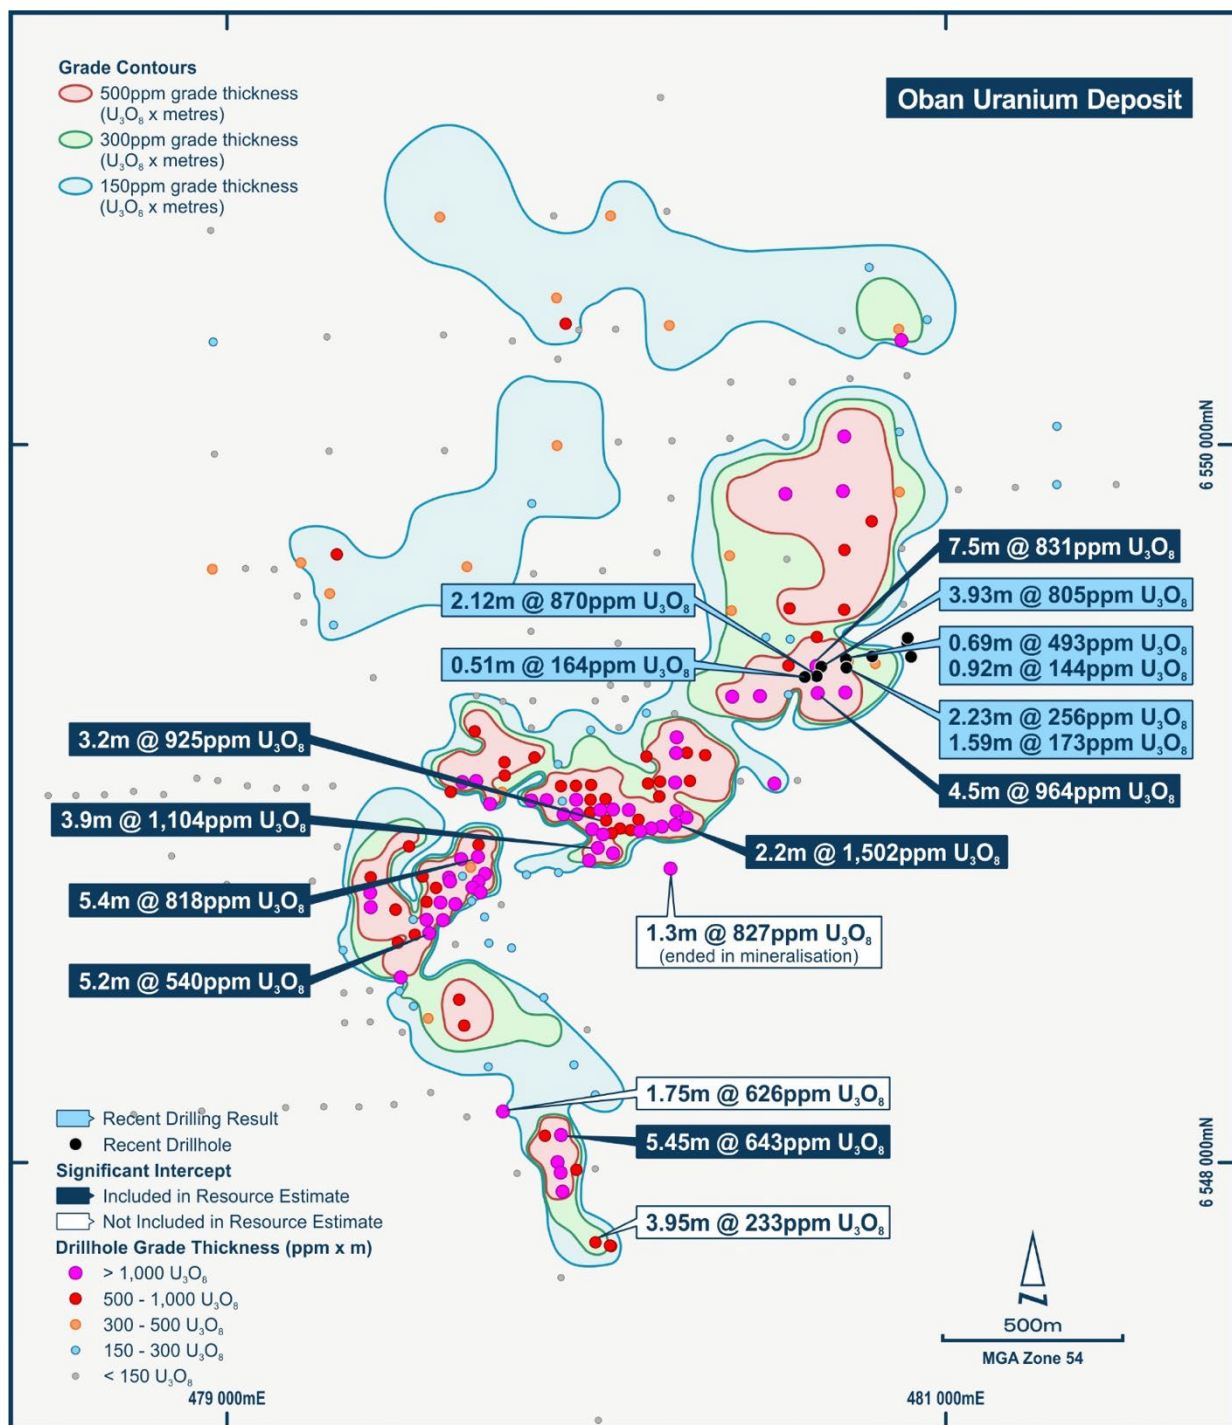 Grade Contours
500ppm grade thickness
(U₃O₈ x metres)
300ppm grade thickness
(U₃O₈ x metres)
150ppm grade thickness
(U₃O₈ x metres)
Oban Uranium Deposit
6 550 000mN
7.5m @ 831ppm U₃O₈
2.12m @ 870ppm U₃O₈
3.93m @ 805ppm U₃O₈
0.69m @ 493ppm U₃O₈
0.92m @ 144ppm U₃O₈
0.51m @ 164ppm U₃O₈
2.23m @ 256ppm U₃O₈
1.59m @ 173ppm U₃O₈
3.2m @ 925ppm U₃O₈
4.5m @ 964ppm U₃O₈
3.9m @ 1,104ppm U₃O₈
2.2m @ 1,502ppm U₃O₈
5.4m @ 818ppm U₃O₈
1.3m @ 827ppm U₃O₈
(ended in mineralisation)
5.2m @ 540ppm U₃O₈
1.75m @ 626ppm U₃O₈
5.45m @ 643ppm U₃O₈
3.95m @ 233ppm U₃O₈
6 548 000mN
Recent Drilling Result
Recent Drillhole
Significant Intercept
Included in Resource Estimate
Not Included in Resource Estimate
Drillhole Grade Thickness (ppm x m)
> 1,000 U₃O₈
500 - 1,000 U₃O₈
300 - 500 U₃O₈
150 - 300 U₃O₈
< 150 U₃O₈
N
500m
MGA Zone 54
479 000mE
481 000mE